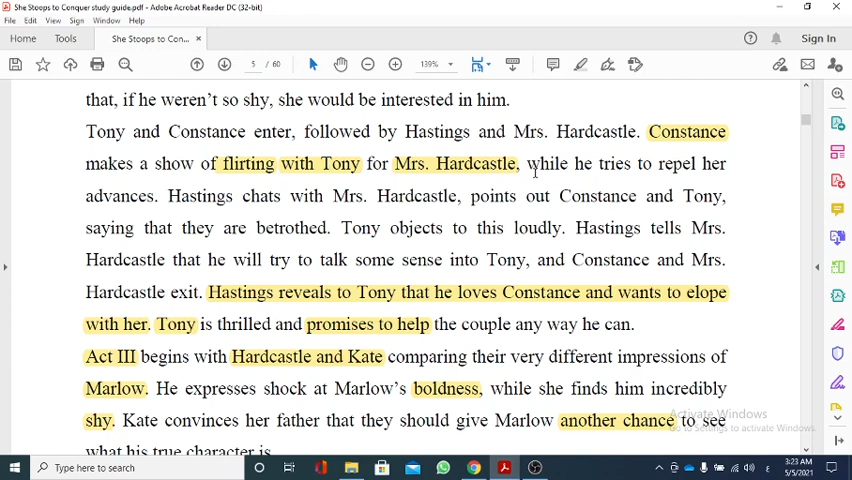 She Stoops to Conquer study guide.pdf - Adobe Acrobat Reader DC (32-bit)
File Edit View Sign Window Help
Home Tools She Stoops to Con... × Sign In
5 / 60 139%
that, if he weren't so shy, she would be interested in him.
Tony and Constance enter, followed by Hastings and Mrs. Hardcastle. Constance
makes a show of flirting with Tony for Mrs. Hardcastle, while he tries to repel her
advances. Hastings chats with Mrs. Hardcastle, points out Constance and Tony,
saying that they are betrothed. Tony objects to this loudly. Hastings tells Mrs.
Hardcastle that he will try to talk some sense into Tony, and Constance and Mrs.
Hardcastle exit. Hastings reveals to Tony that he loves Constance and wants to elope
with her. Tony is thrilled and promises to help the couple any way he can.
Act III begins with Hardcastle and Kate comparing their very different impressions of
Marlow. He expresses shock at Marlow's boldness, while she finds him incredibly
shy. Kate convinces her father that they should give Marlow another chance to see
what his true character is.
Activate Windows
Go to Settings to activate Windows.
Type here to search
ع 3:23 AM
5/5/2021